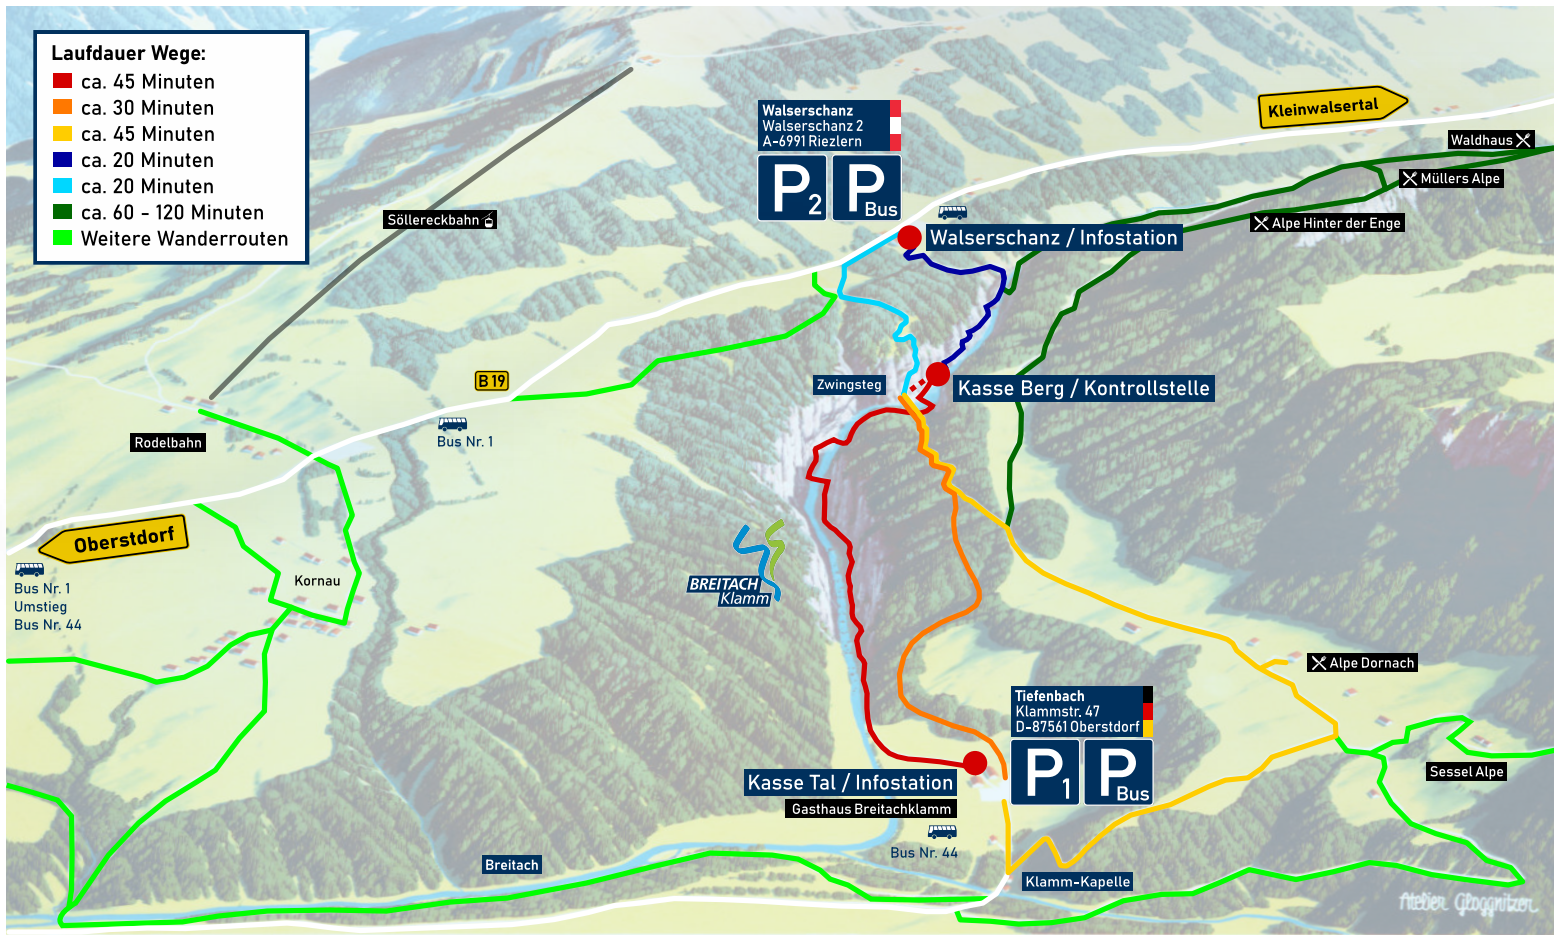 Laufdauer Wege:
ca. 45 Minuten
ca. 30 Minuten
ca. 45 Minuten
ca. 20 Minuten
ca. 20 Minuten
ca. 60 - 120 Minuten
Weitere Wanderrouten
Kleinwalsertal
Walserschanz
Walserschanz 2
A-6991 Riezlern
P2
P Bus
Waldhaus
Müllers Alpe
Alpe Hinter der Enge
Söllereckbahn
Walserschanz / Infostation
B 19
Zwingsteg
Kasse Berg / Kontrollstelle
Bus Nr. 1
Rodelbahn
Oberstdorf
Bus Nr. 1
Umstieg
Bus Nr. 44
Kornau
BREITACH
Klamm
Alpe Dornach
Tiefenbach
Klammstr. 47
D-87561 Oberstdorf
P1
P Bus
Kasse Tal / Infostation
Gasthaus Breitachklamm
Sessel Alpe
Bus Nr. 44
Breitach
Klamm-Kapelle
Atelier Gloggnitzer